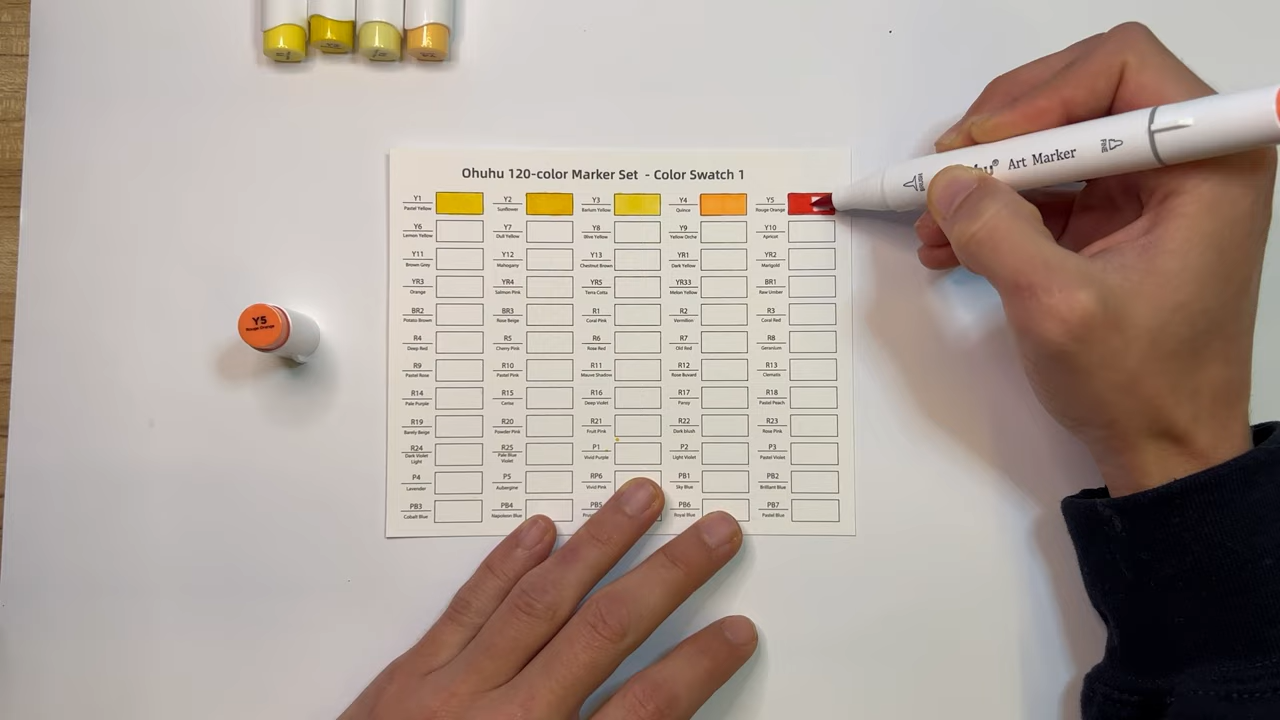 Ohuhu 120-color Marker Set - Color Swatch 1
Y1 Y2 Y3 Y4 Y5
Pastel Yellow Sunflower Barium Yellow Quince Rouge Orange
Y6 Y7 Y8 Y9 Y10
Lemon Yellow Dull Yellow Olive Yellow Yellow Orche Apricot
Y11 Y12 Y13 YR1 YR2
Brown Grey Mahogany Chestnut Brown Dark Yellow Marigold
YR3 YR4 YR5 YR33 BR1
Orange Salmon Pink Terra Cotta Melon Yellow Raw Umber
BR2 BR3 R1 R2 R3
Potato Brown Rose Beige Coral Pink Vermilion Coral Red
R4 R5 R6 R7 R8
Deep Red Cherry Pink Rose Red Old Red Geranium
R9 R10 R11 R12 R13
Pastel Rose Pastel Pink Mauve Shadow Rose Buvard Clematis
R14 R15 R16 R17 R18
Pale Purple Cerise Deep Violet Pansy Pastel Peach
R19 R20 R21 R22 R23
Barely Beige Powder Pink Fruit Pink Dark blush Rose Pink
R24 R25 P1 P2 P3
Dark Violet Light Pale Blue Violet Vivid Purple Light Violet Pastel Violet
P4 P5 RP6 PB1 PB2
Lavender Aubergine Vivid Pink Sky Blue Brilliant Blue
PB3 PB4 PB5 PB6 PB7
Cobalt Blue Napoleon Blue Royal Blue Pastel Blue
Y5
Rouge Orange
Art Marker
FINE